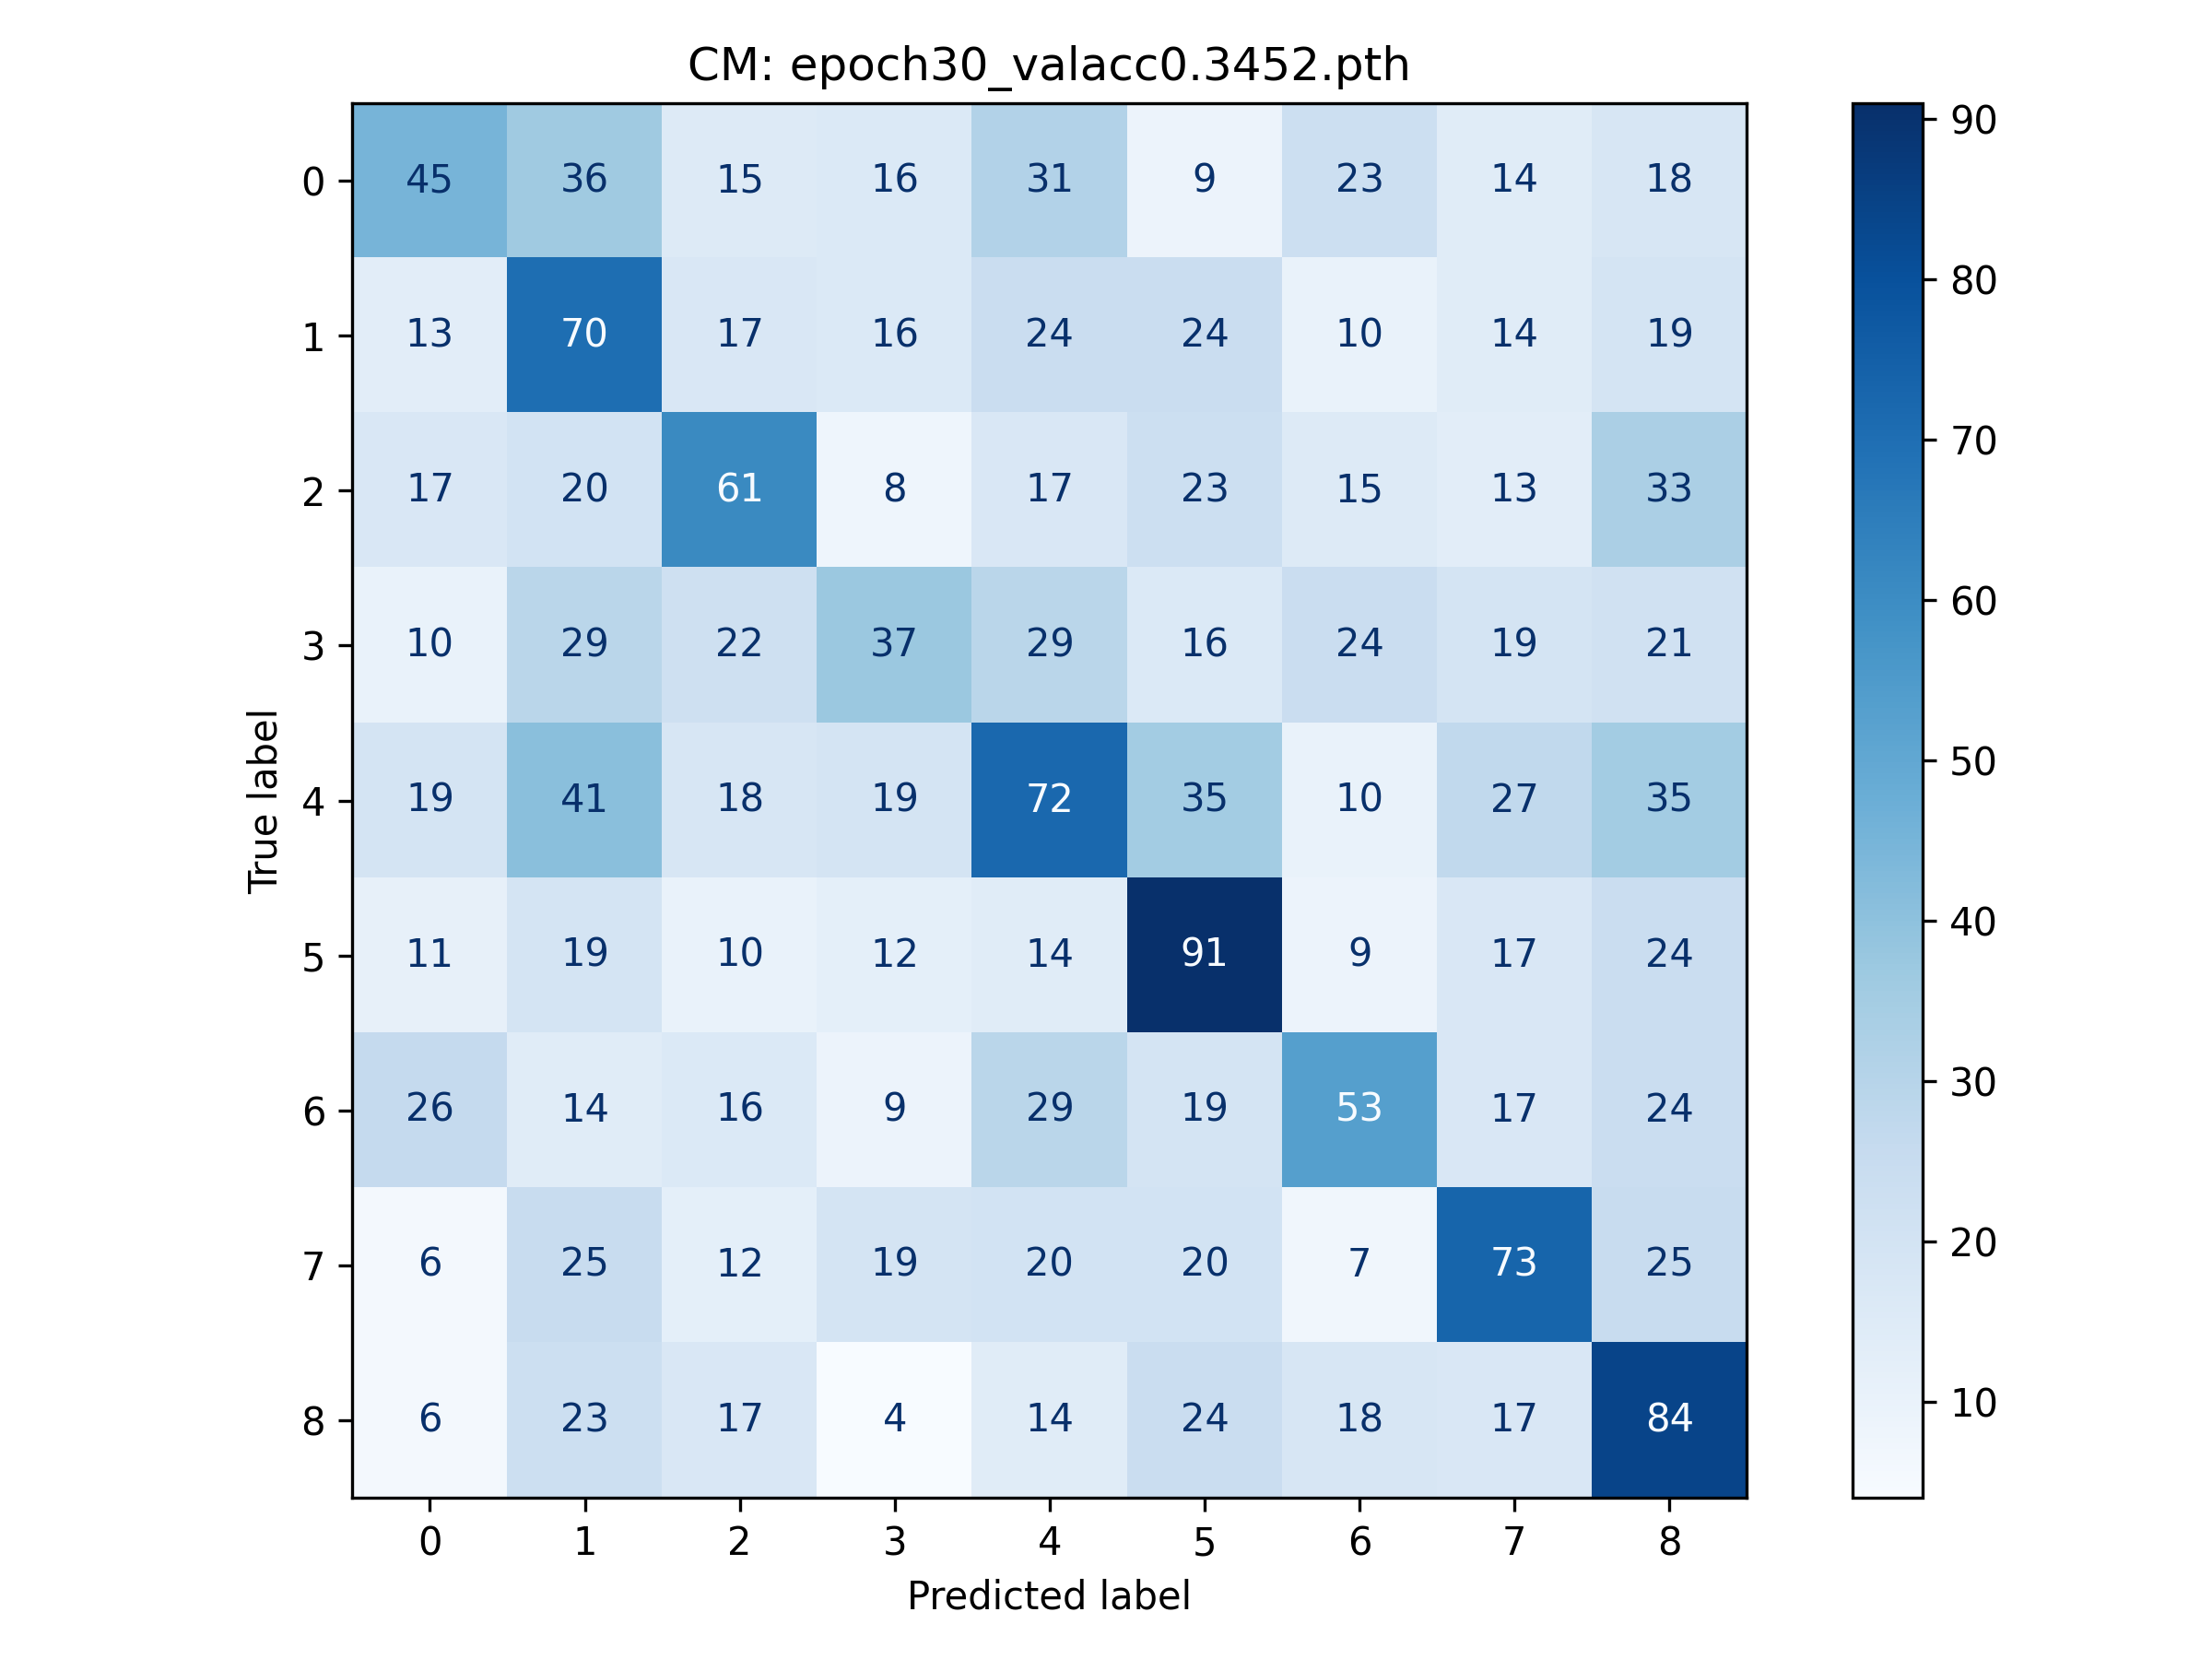 CM: epoch30_valacc0.3452.pth
0 45 36 15 16 31 9 23 14 18
1 13 70 17 16 24 24 10 14 19
2 17 20 61 8 17 23 15 13 33
3 10 29 22 37 29 16 24 19 21
4 19 41 18 19 72 35 10 27 35
5 11 19 10 12 14 91 9 17 24
6 26 14 16 9 29 19 53 17 24
7 6 25 12 19 20 20 7 73 25
8 6 23 17 4 14 24 18 17 84
0 1 2 3 4 5 6 7 8
Predicted label
True label
90
80
70
60
50
40
30
20
10